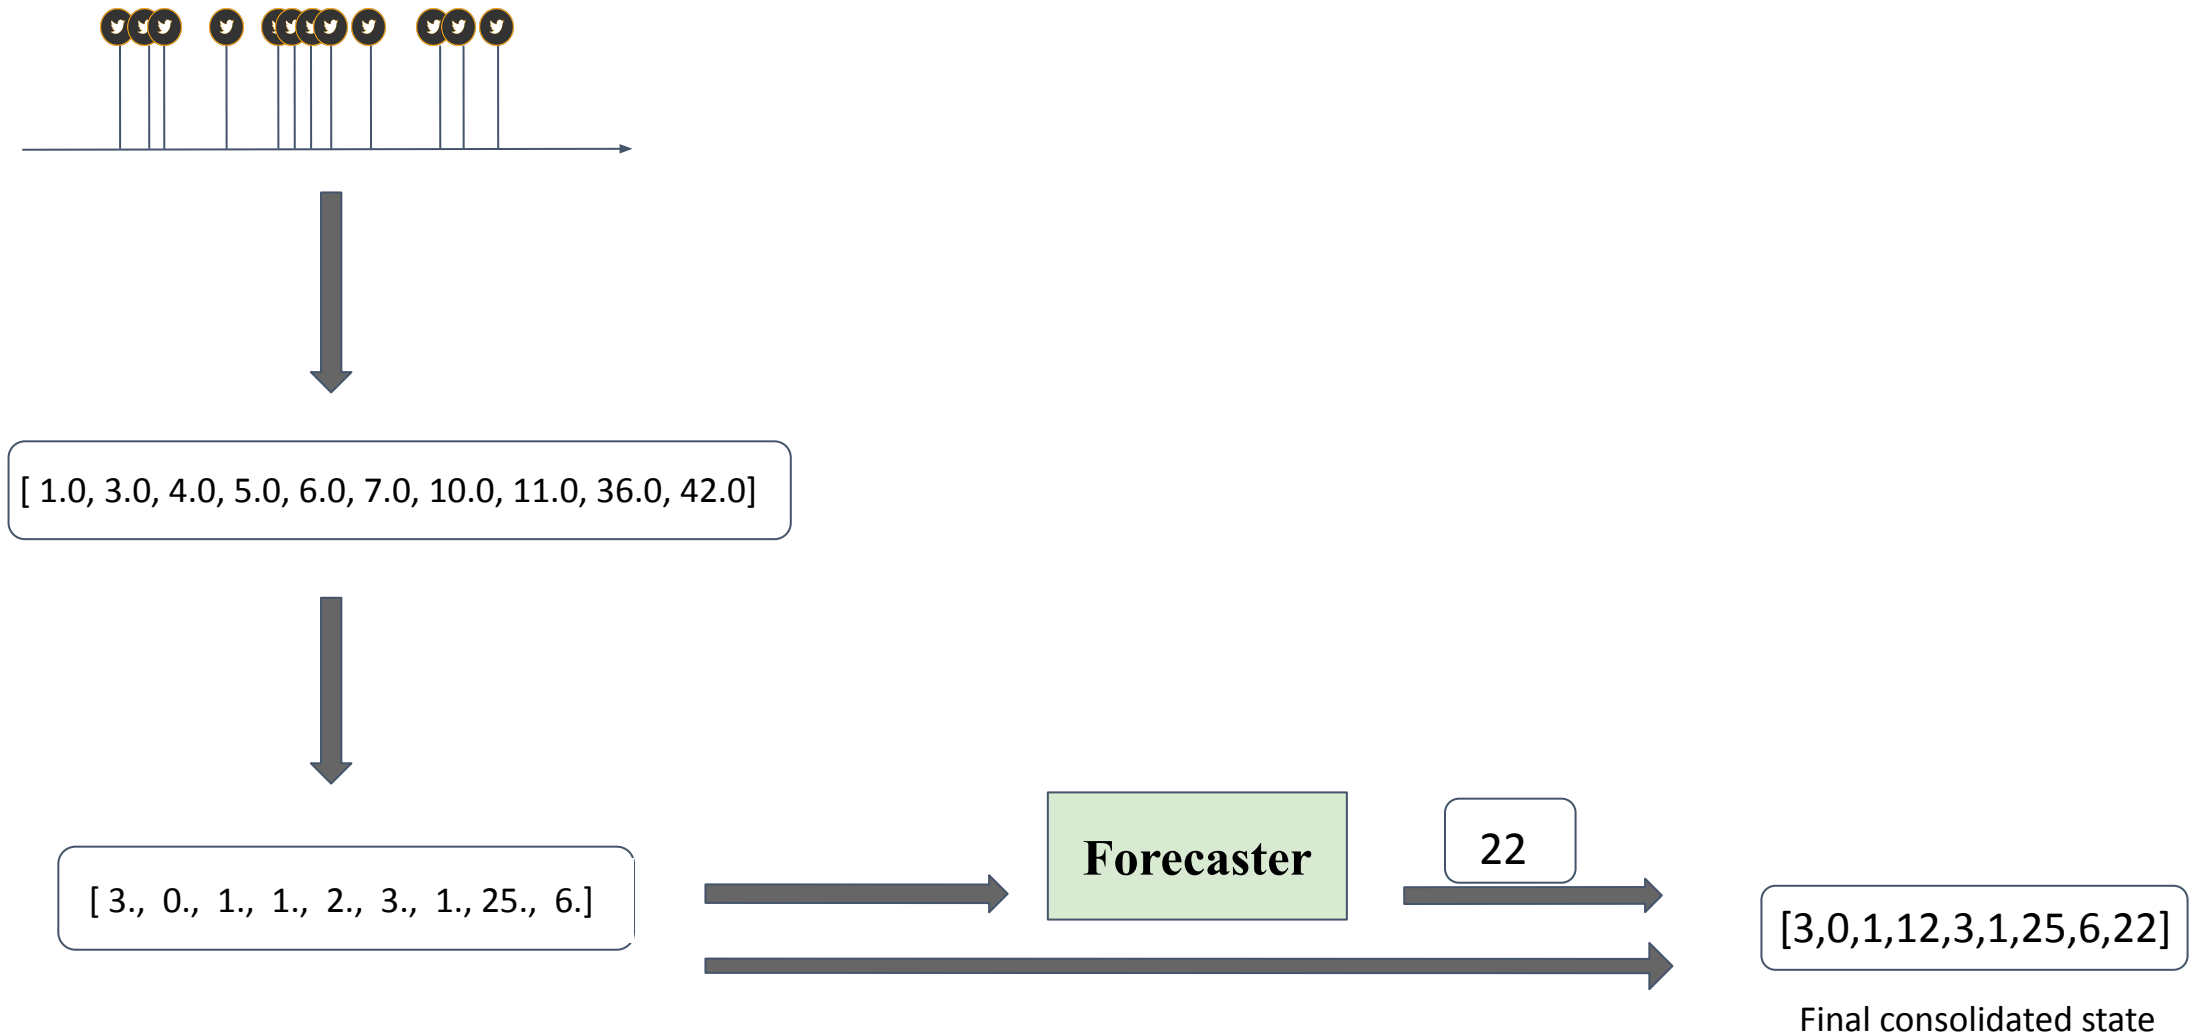 [ 1.0, 3.0, 4.0, 5.0, 6.0, 7.0, 10.0, 11.0, 36.0, 42.0]
Forecaster
22
[ 3., 0., 1., 1., 2., 3., 1., 25., 6.]
[3,0,1,12,3,1,25,6,22]
Final consolidated state